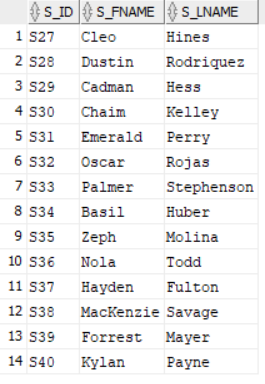 S_ID S_FNAME S_LNAME
1 S27 Cleo Hines
2 S28 Dustin Rodriquez
3 S29 Cadman Hess
4 S30 Chaim Kelley
5 S31 Emerald Perry
6 S32 Oscar Rojas
7 S33 Palmer Stephenson
8 S34 Basil Huber
9 S35 Zeph Molina
10 S36 Nola Todd
11 S37 Hayden Fulton
12 S38 MacKenzie Savage
13 S39 Forrest Mayer
14 S40 Kylan Payne